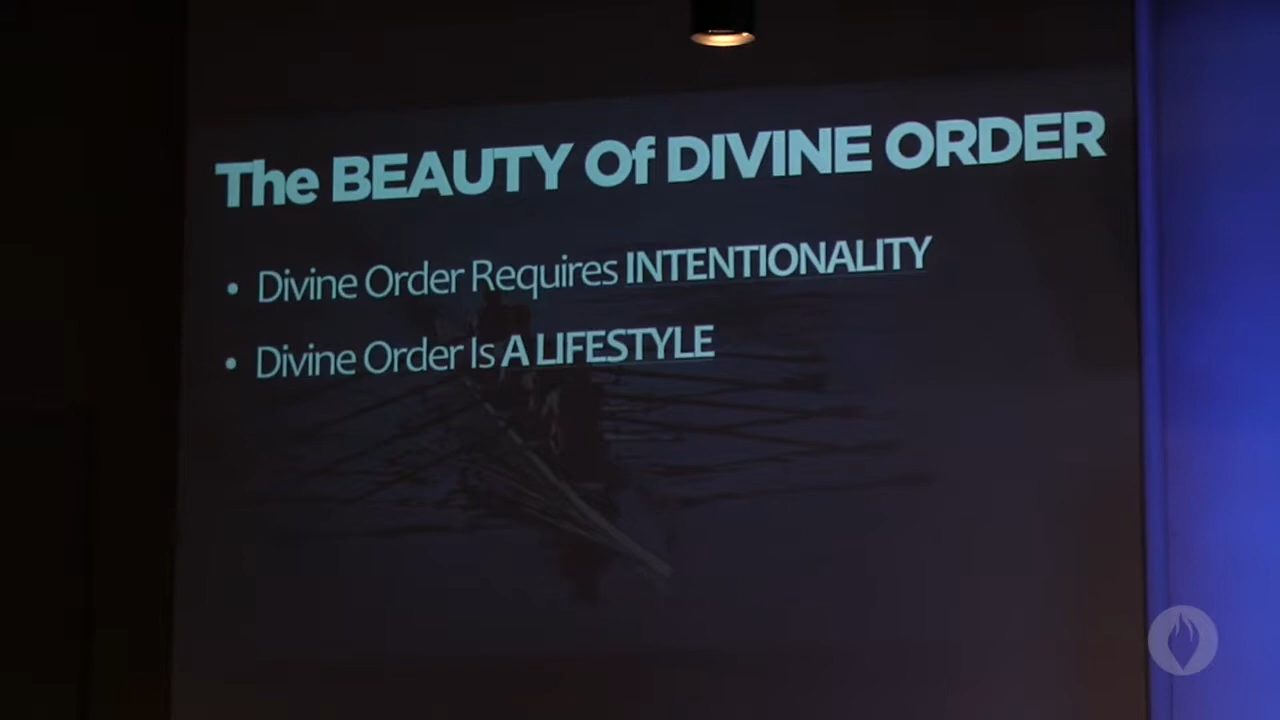 The BEAUTY Of DIVINE ORDER
• Divine Order Requires INTENTIONALITY
• Divine Order Is A LIFESTYLE